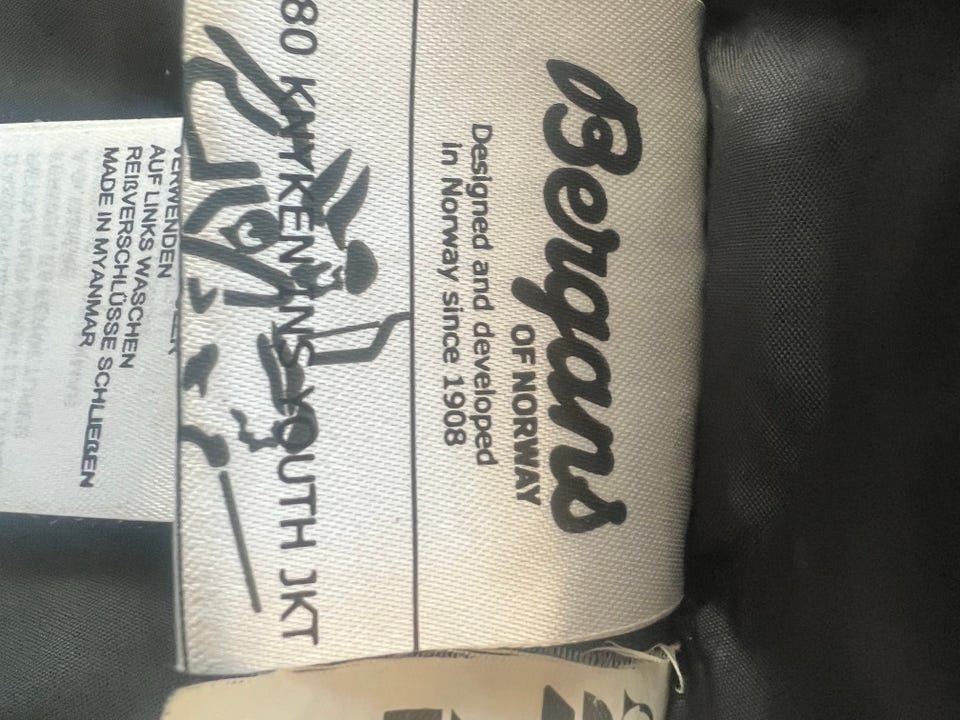 Bergans
OF NORWAY
Designed and developed
in Norway since 1908
80 KHYKEN INS YOUTH JKT
VERWENDEN
AUF LINKS WASCHEN
REIßVERSCHLÜSSE SCHLIEßEN
MADE IN MYANMAR